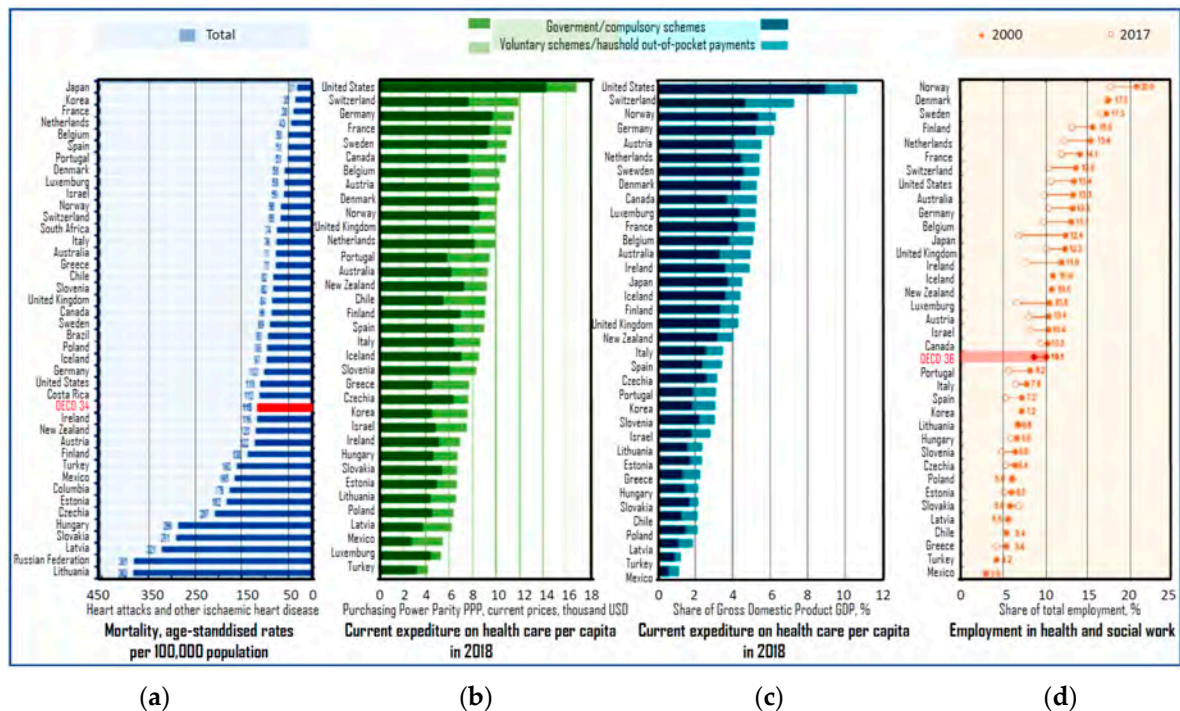 Total
Goverment/compulsory schemes
Voluntary schemes/haushold out-of-pocket payments
2000
2017
Japan
Korea
France
Netherlands
Belgium
Spain
Portugal
Denmark
Luxemburg
Israel
Norway
Switzerland
South Africa
Italy
Australia
Greece
Chile
Slovenia
United Kingdom
Canada
Sweden
Brazil
Poland
Iceland
Germany
United States
Costa Rica
OECD 34
Ireland
New Zealand
Austria
Finland
Turkey
Mexico
Columbia
Estonia
Czechia
Hungary
Slovakia
Latvia
Russian Federation
Lithuania
450 350 300 250 200 150 100 50 0
Heart attacks and other ischaemic heart disease
Mortality, age-standdised rates
per 100,000 population
United States
Switzerland
Germany
France
Sweden
Canada
Belgium
Austria
Denmark
Norway
United Kingdom
Netherlands
Portugal
Australia
New Zealand
Chile
Finland
Spain
Italy
Iceland
Slovenia
Greece
Czechia
Korea
Israel
Ireland
Hungary
Slovakia
Estonia
Lithuania
Poland
Latvia
Mexico
Luxemburg
Turkey
0 2 4 6 8 10 12 14 16 18
Purchasing Power Parity PPP, current prices, thousand USD
Current expediture on health care per capita
in 2018
United States
Switzerland
Norway
Germany
Austria
Netherlands
Swewden
Denmark
Canada
Luxemburg
France
Belgium
Australia
Ireland
Japan
Iceland
Finland
United Kingdom
New Zealand
Italy
Spain
Czechia
Portugal
Korea
Slovenia
Israel
Lithuania
Estonia
Greece
Hungary
Slovakia
Chile
Poland
Latvia
Turkey
Mexico
0 2 4 6 8 10 12
Share of Gross Domestic Product GDP, %
Current expediture on health care per capita
in 2018
Norway
Denmark
Sweden
Finland
Netherlands
France
Switzerland
United States
Australia
Germany
Belgium
Japan
United Kingdom
Ireland
Iceland
New Zealand
Luxemburg
Austria
Israel
Canada
OECD 36
Portugal
Italy
Spain
Korea
Lithuania
Hungary
Slovenia
Czechia
Poland
Estonia
Slovakia
Latvia
Chile
Greece
Turkey
Mexico
0 5 10 15 20 25
Share of total employment, %
Employment in health and social work
(a) (b) (c) (d)